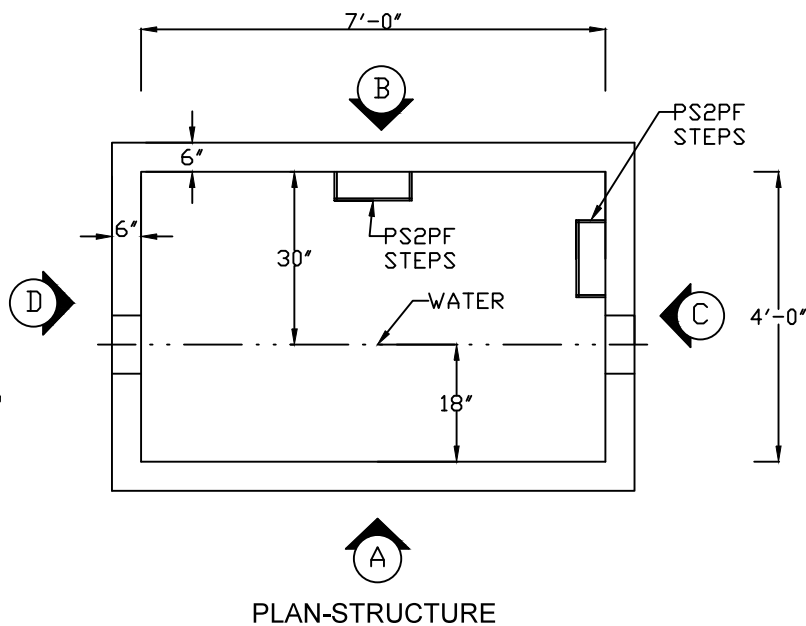 7'-0"
B
PS2PF
STEPS
6"
6"
PS2PF
STEPS
30"
D
WATER
C
4'-0"
18"
A
PLAN-STRUCTURE